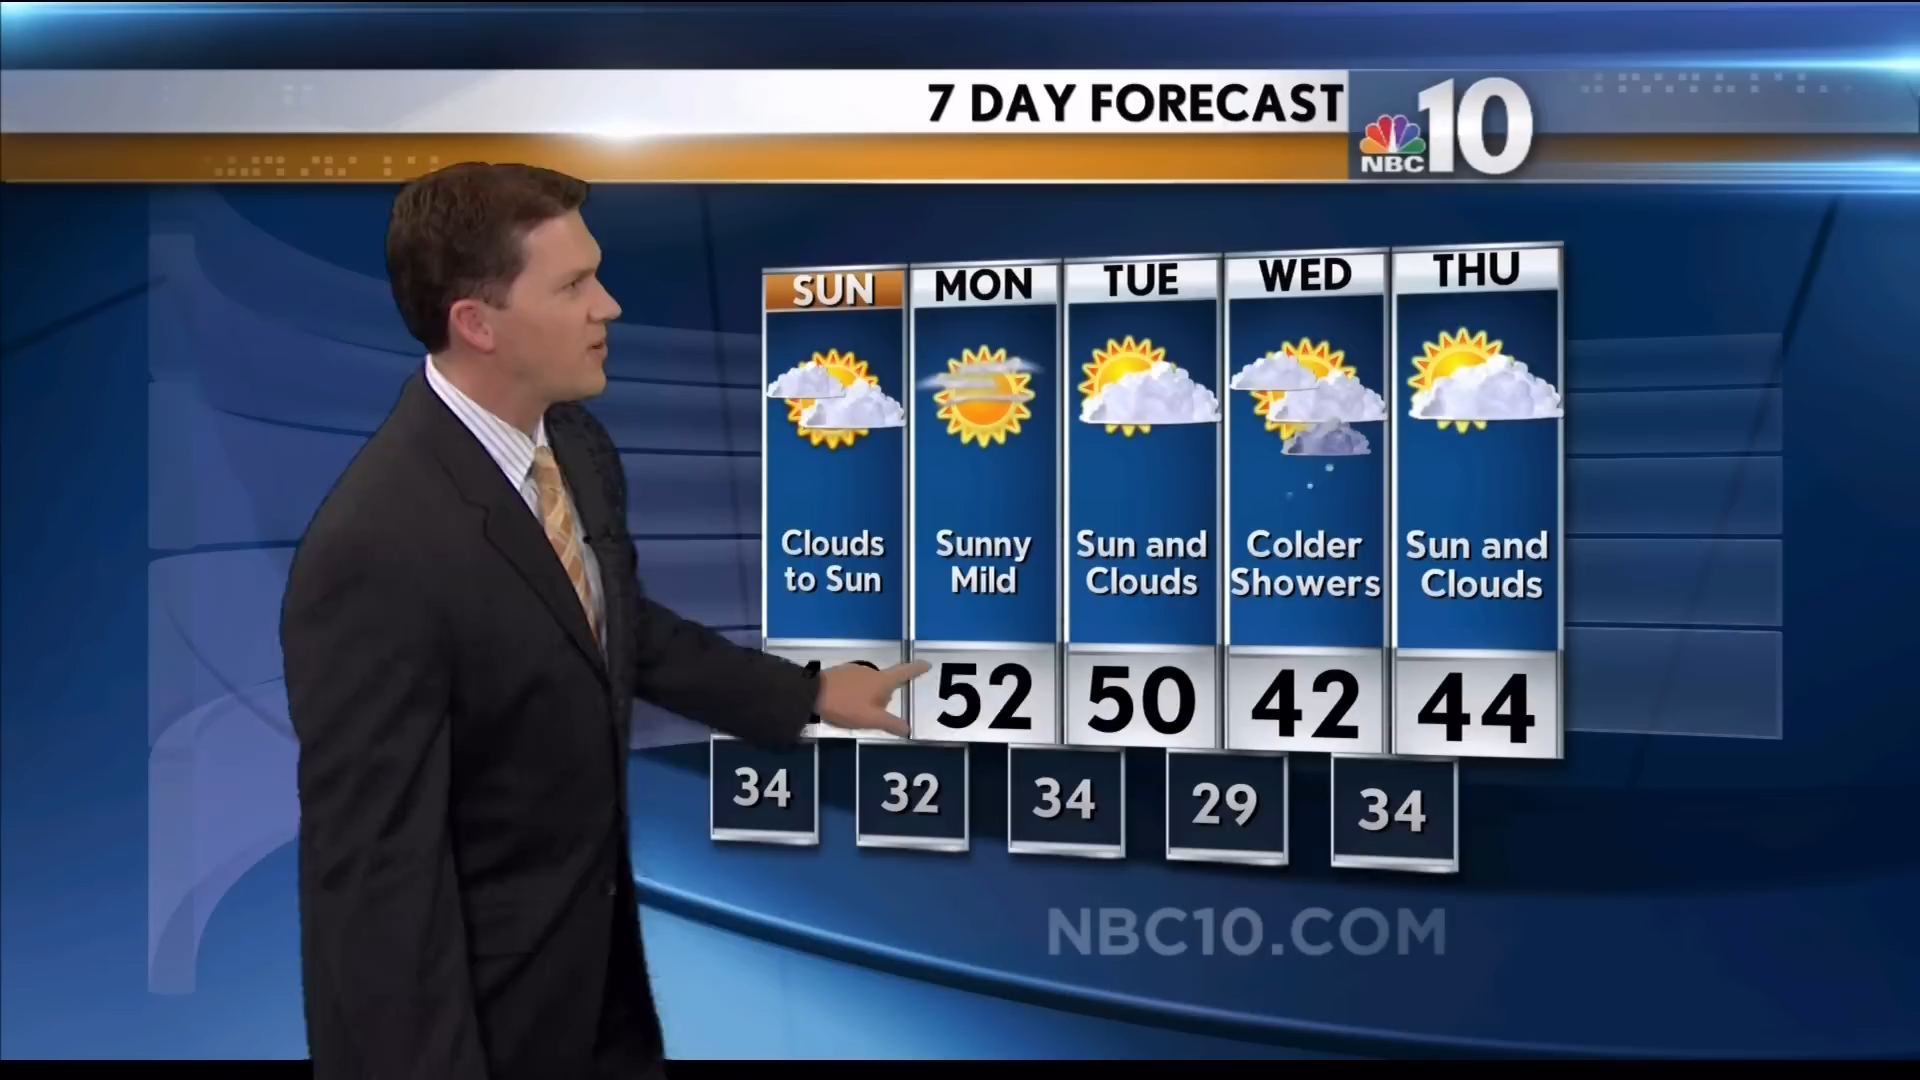 7 DAY FORECAST
NBC 10
SUN MON TUE WED THU
Clouds to Sun
Sunny Mild
Sun and Clouds
Colder Showers
Sun and Clouds
52 50 42 44
34 32 34 29 34
NBC10.COM